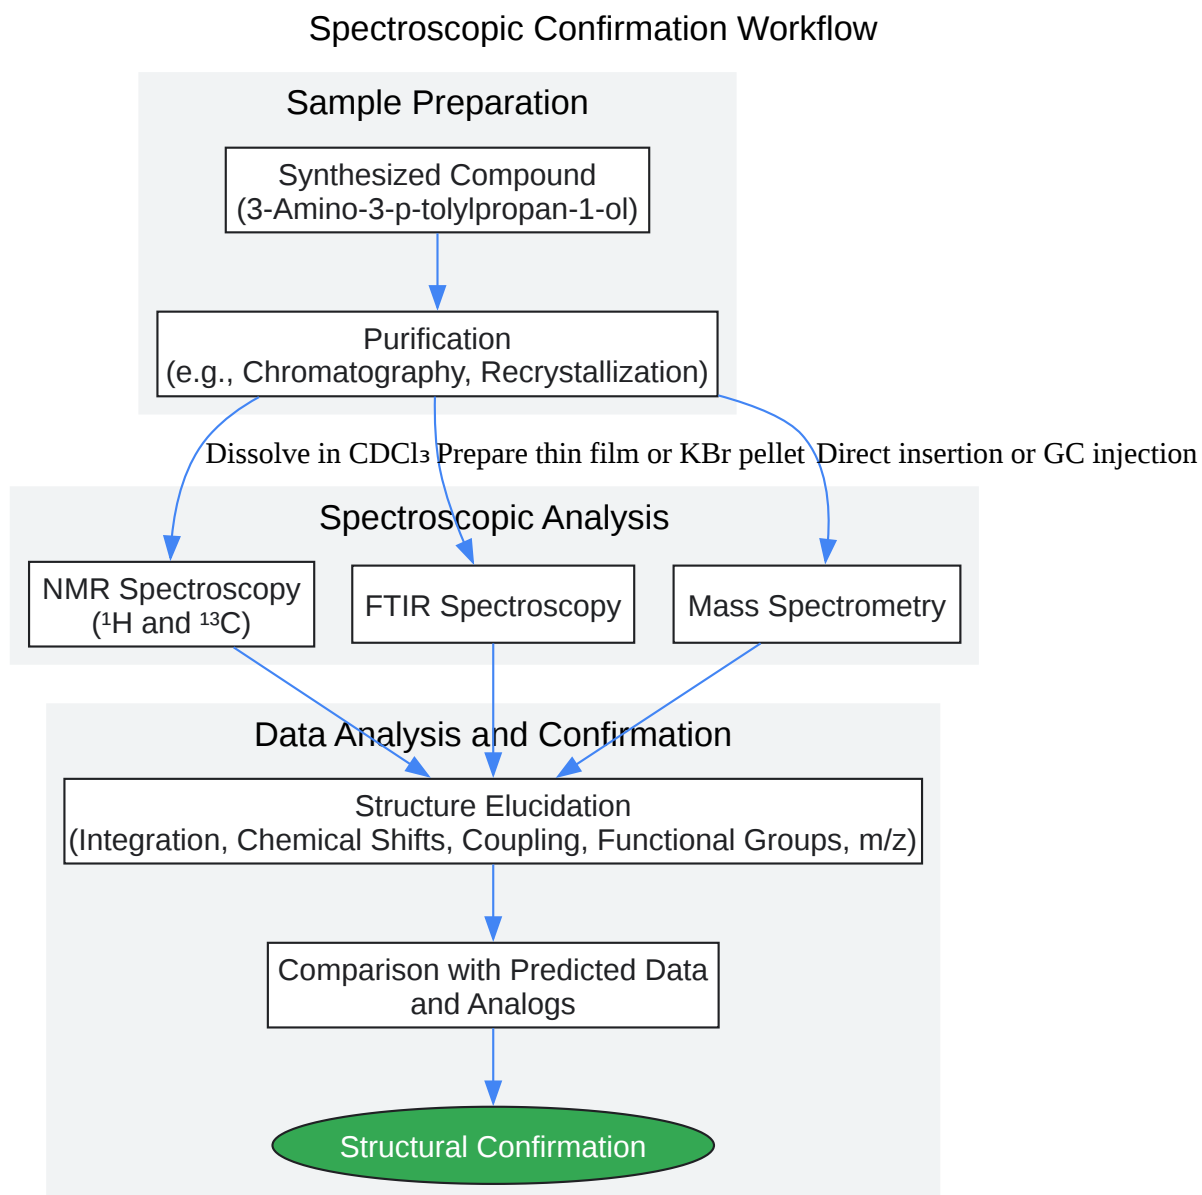 Spectroscopic Confirmation Workflow
Sample Preparation
Synthesized Compound
(3-Amino-3-p-tolylpropan-1-ol)
Purification
(e.g., Chromatography, Recrystallization)
Dissolve in CDCl₃
Prepare thin film or KBr pellet
Direct insertion or GC injection
Spectroscopic Analysis
NMR Spectroscopy
(¹H and ¹³C)
FTIR Spectroscopy
Mass Spectrometry
Data Analysis and Confirmation
Structure Elucidation
(Integration, Chemical Shifts, Coupling, Functional Groups, m/z)
Comparison with Predicted Data
and Analogs
Structural Confirmation